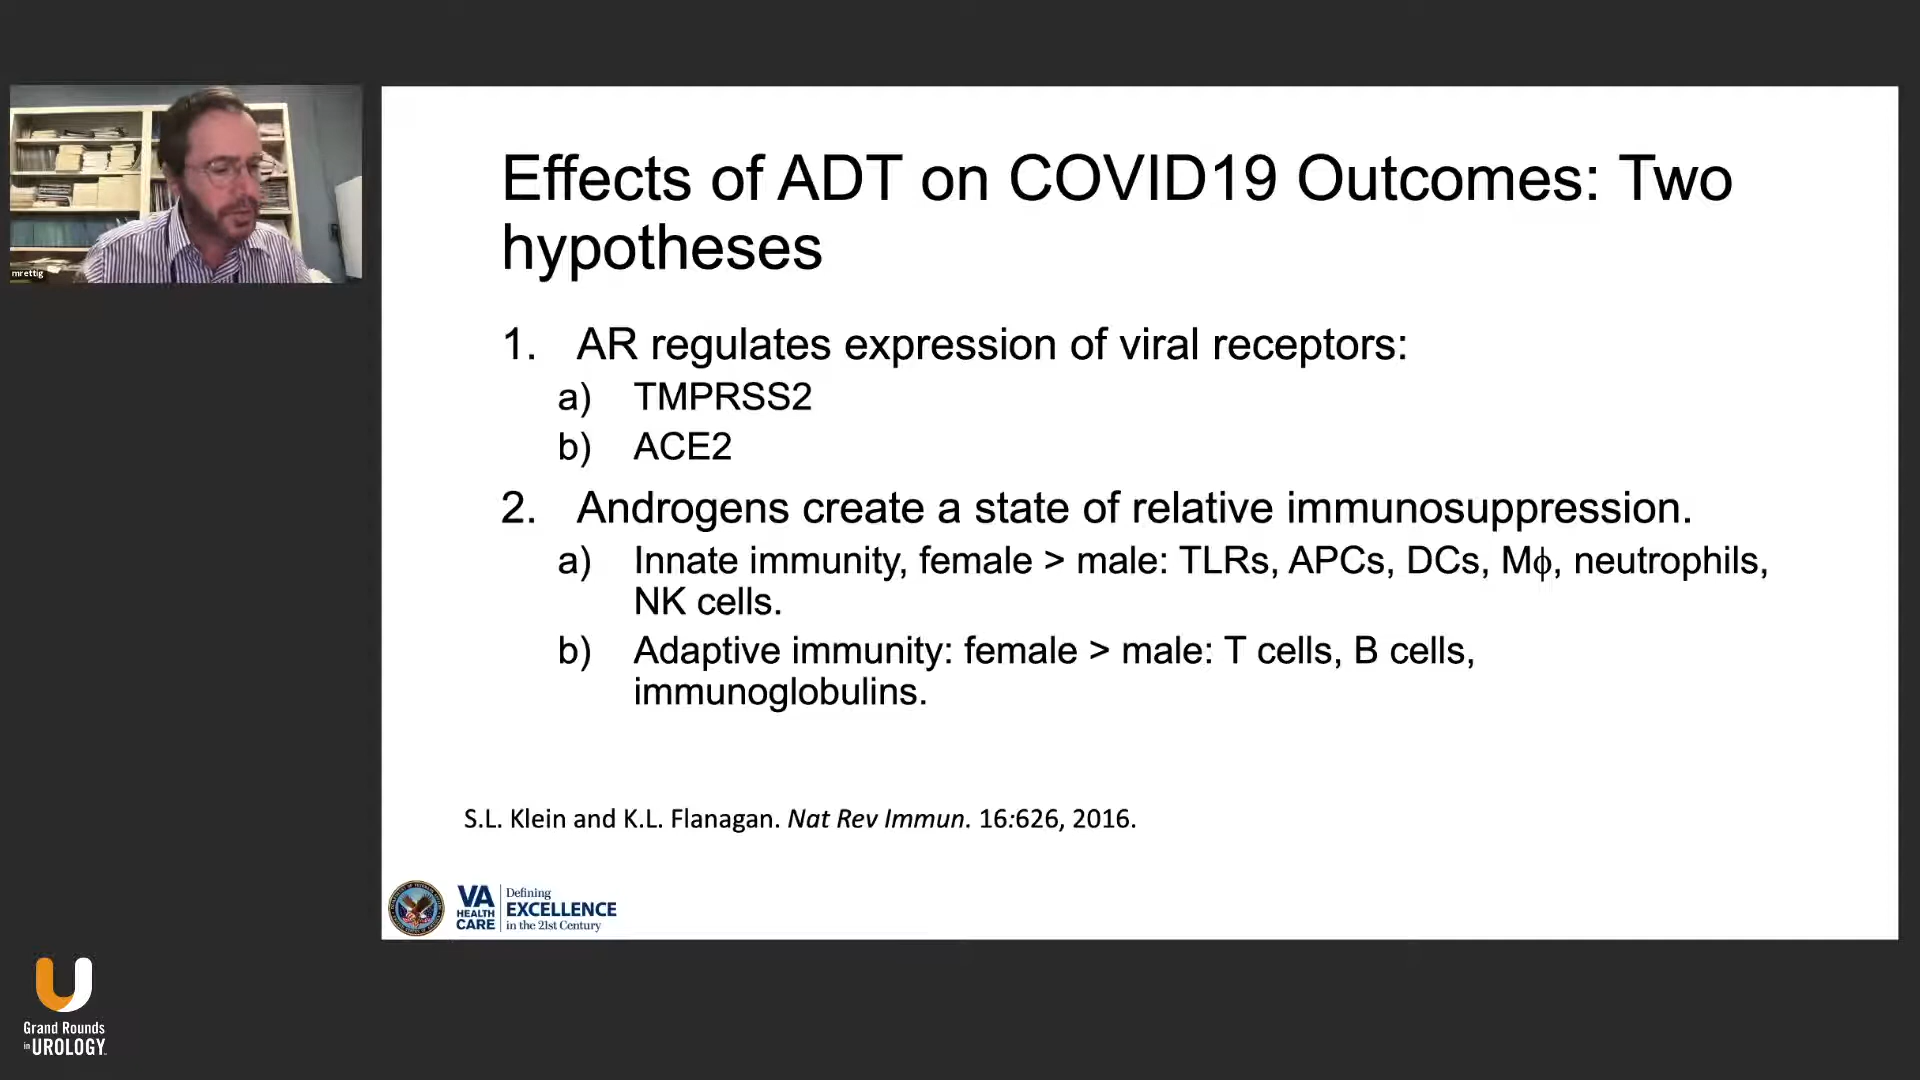 mrettig
Effects of ADT on COVID19 Outcomes: Two
hypotheses
1. AR regulates expression of viral receptors:
a) TMPRSS2
b) ACE2
2. Androgens create a state of relative immunosuppression.
a) Innate immunity, female > male: TLRs, APCs, DCs, Mϕ, neutrophils,
NK cells.
b) Adaptive immunity: female > male: T cells, B cells,
immunoglobulins.
S.L. Klein and K.L. Flanagan. Nat Rev Immun. 16:626, 2016.
VA
HEALTH
CARE
Defining
EXCELLENCE
in the 21st Century
Grand Rounds
in UROLOGY